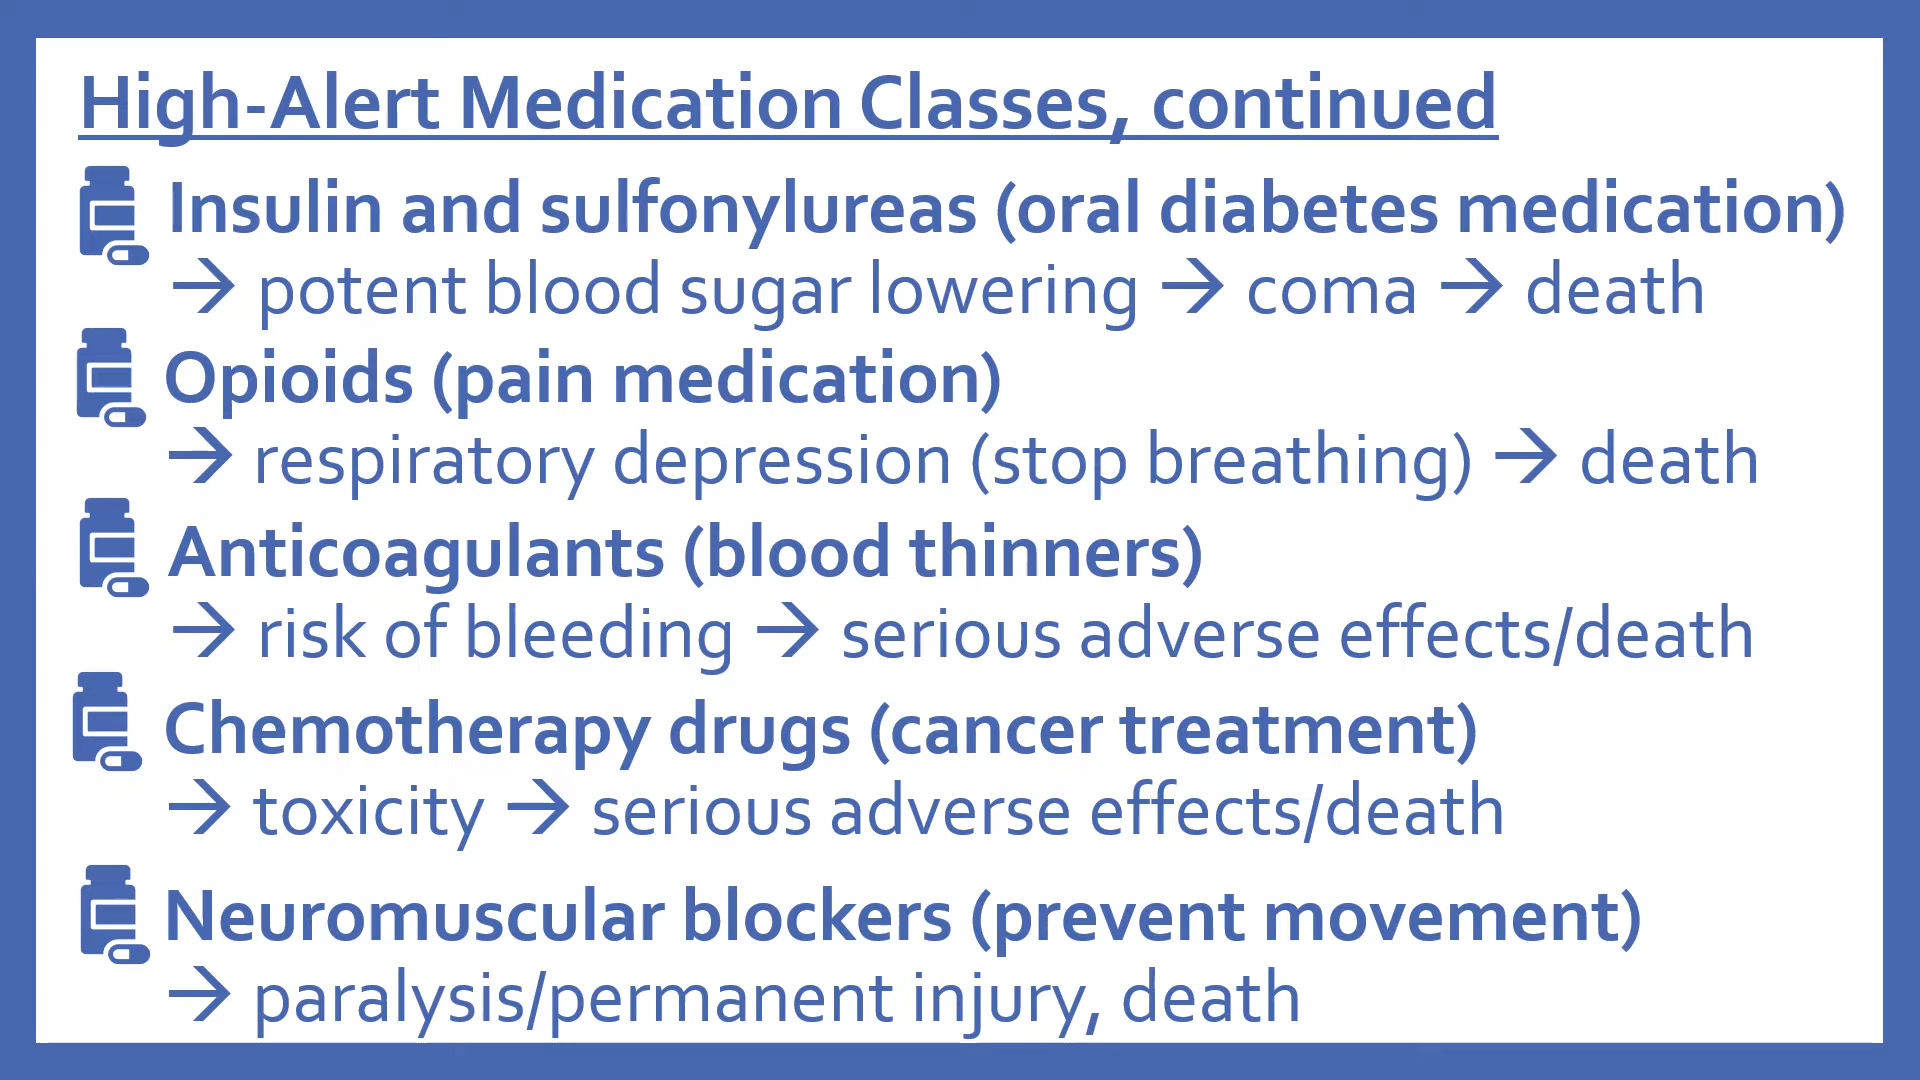 High-Alert Medication Classes, continued
Insulin and sulfonylureas (oral diabetes medication)
→ potent blood sugar lowering → coma → death
Opioids (pain medication)
→ respiratory depression (stop breathing) → death
Anticoagulants (blood thinners)
→ risk of bleeding → serious adverse effects/death
Chemotherapy drugs (cancer treatment)
→ toxicity → serious adverse effects/death
Neuromuscular blockers (prevent movement)
→ paralysis/permanent injury, death